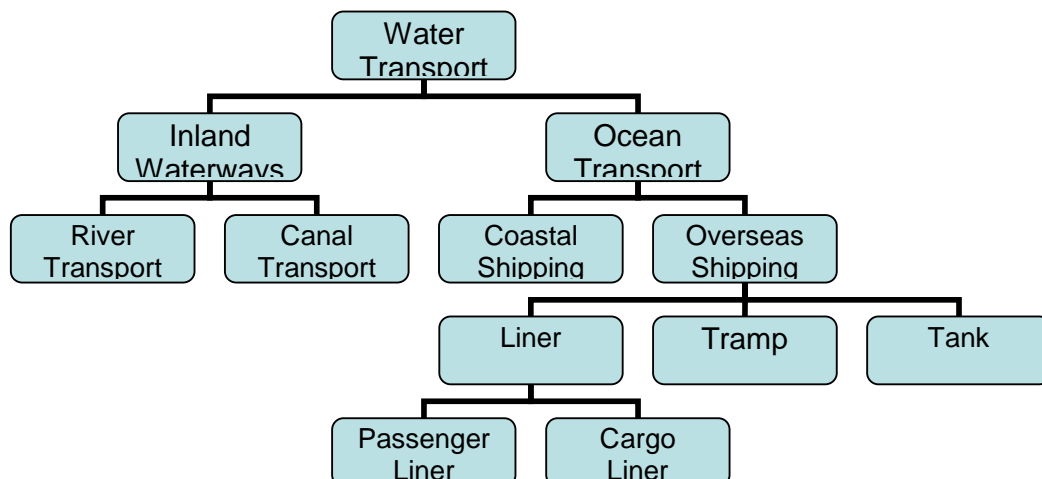 Water
Transport
Inland
Waterways
Ocean
Transport
River
Transport
Canal
Transport
Coastal
Shipping
Overseas
Shipping
Liner
Tramp
Tank
Passenger
Liner
Cargo
Liner